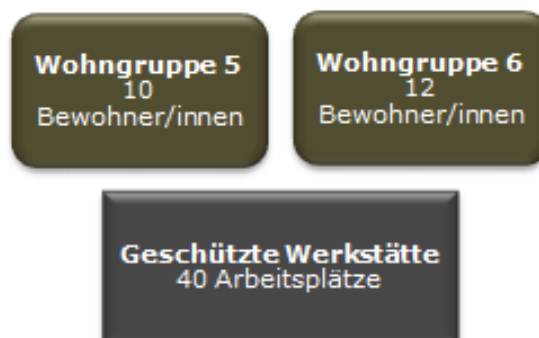 Wohngruppe 5
10
Bewohner/innen
Wohngruppe 6
12
Bewohner/innen
Geschützte Werkstätte
40 Arbeitsplätze